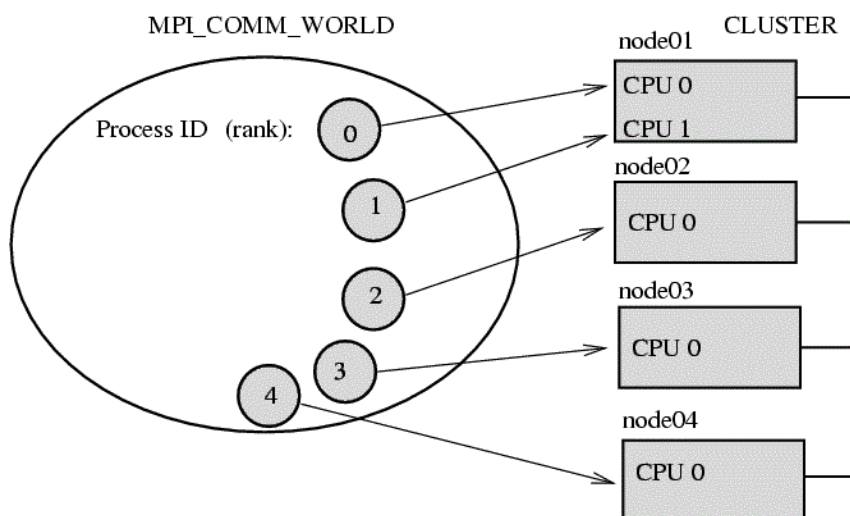 MPI_COMM_WORLD
CLUSTER
node01
CPU 0
CPU 1
Process ID (rank):
0
1
2
3
4
node02
CPU 0
node03
CPU 0
node04
CPU 0